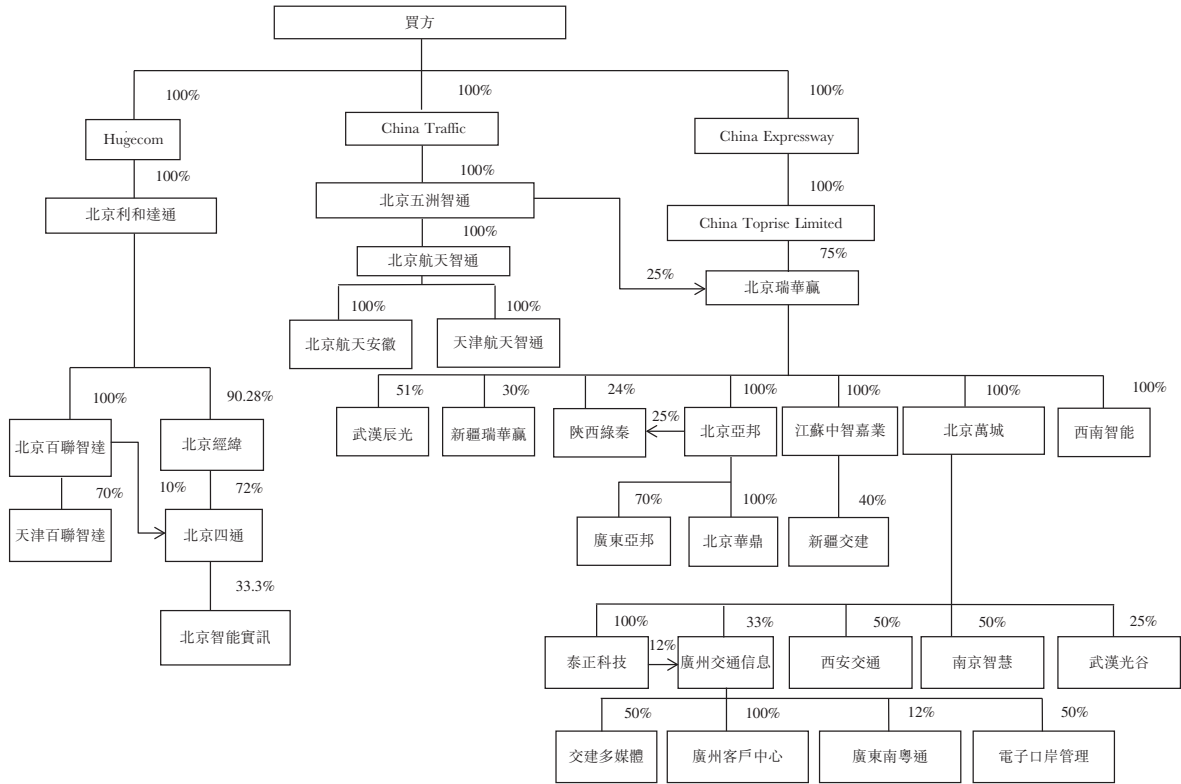 買方
100%
100%
100%
Hugecom
China Traffic
China Expressway
100%
100%
100%
北京利和達通
北京五洲智通
China Toprise Limited
100%
75%
北京航天智通
25%
北京瑞華贏
100%
100%
北京航天安徽
天津航天智通
100%
90.28%
51%
30%
24%
100%
100%
100%
100%
北京百聯智達
北京經緯
武漢辰光
新疆瑞華贏
陝西綠秦
25%
北京亞邦
江蘇中智嘉業
北京萬城
西南智能
70%
10%
72%
70%
100%
40%
天津百聯智達
北京四通
廣東亞邦
北京華鼎
新疆交建
33.3%
北京智能實訊
100%
33%
50%
50%
25%
泰正科技
12%
廣州交通信息
西安交通
南京智慧
武漢光谷
50%
100%
12%
50%
交建多媒體
廣州客戶中心
廣東南粵通
電子口岸管理